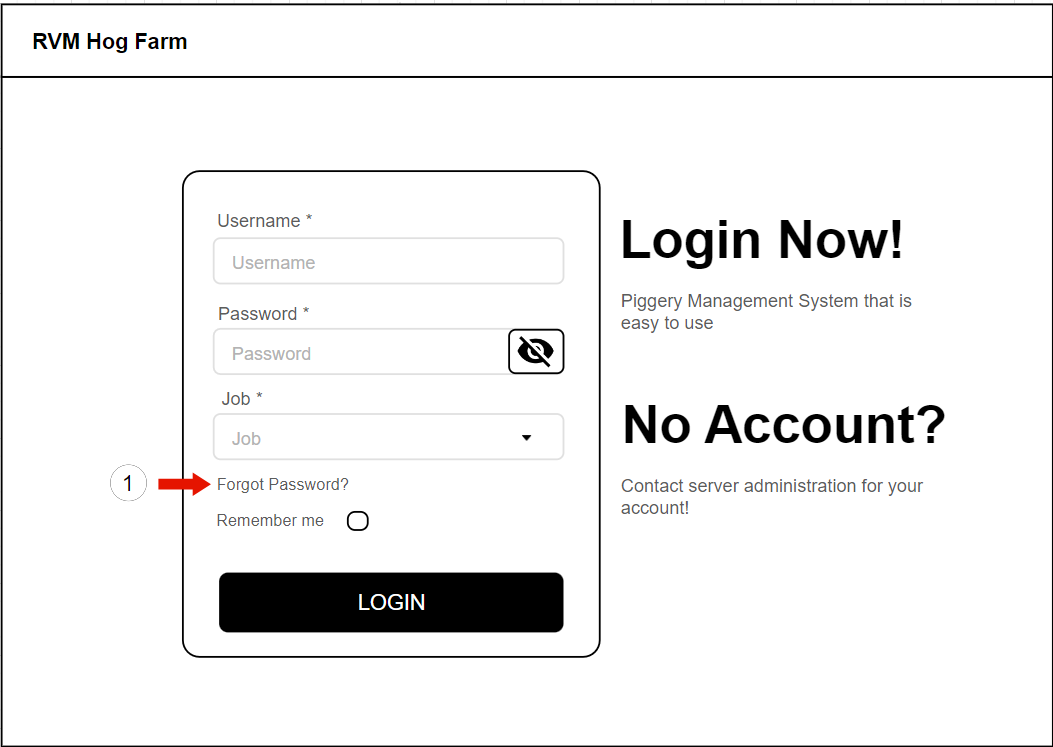 RVM Hog Farm
Username *
Username
Password *
Password
Job *
Job
1
Forgot Password?
Remember me
LOGIN
Login Now!
Piggery Management System that is
easy to use
No Account?
Contact server administration for your
account!